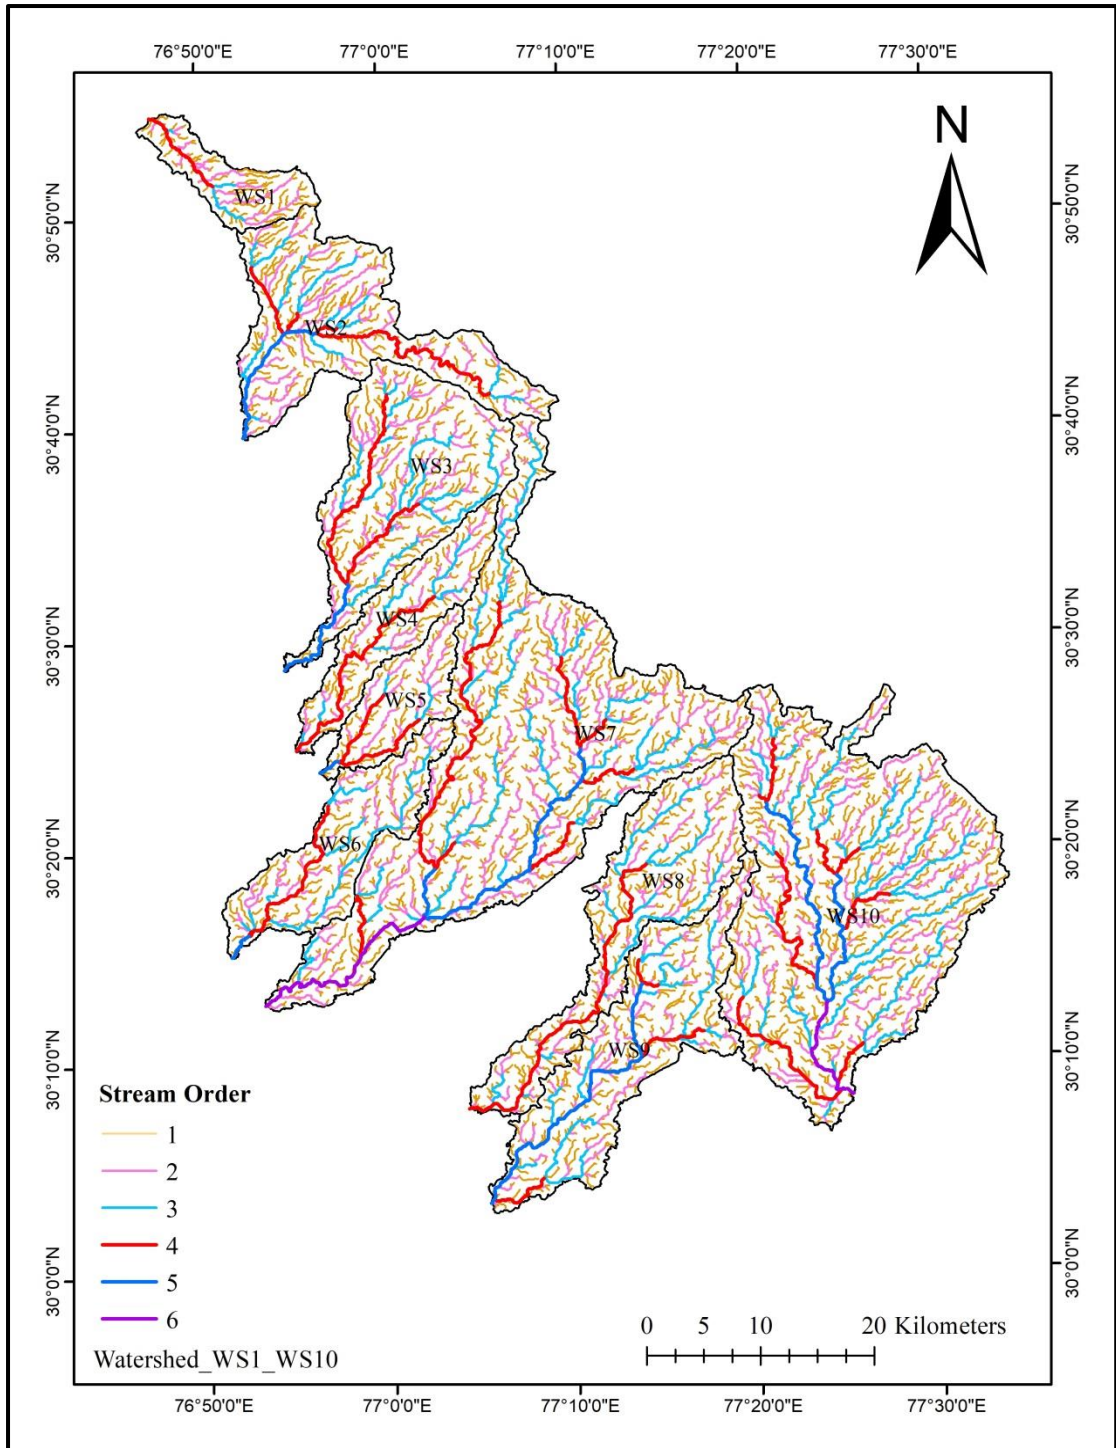 76°50'0"E 77°0'0"E 77°10'0"E 77°20'0"E 77°30'0"E
N
30°50'0"N
30°50'0"N
WS1
WS2
30°40'0"N
30°40'0"N
WS3
WS4
30°30'0"N
30°30'0"N
WS5
WS7
30°20'0"N
30°20'0"N
WS6
WS8
WS10
WS9
30°10'0"N
30°10'0"N
Stream Order
1
2
3
4
5
6
30°0'0"N
30°0'0"N
0 5 10 20 Kilometers
Watershed_WS1_WS10
76°50'0"E 77°0'0"E 77°10'0"E 77°20'0"E 77°30'0"E